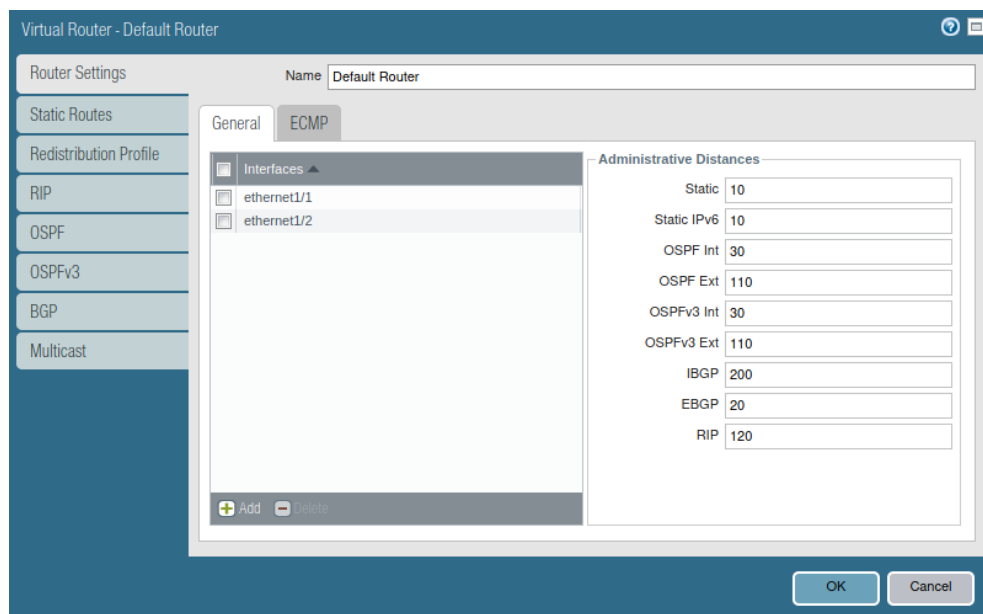 Virtual Router - Default Router
Router Settings
Static Routes
Redistribution Profile
RIP
OSPF
OSPFv3
BGP
Multicast
Name Default Router
General ECMP
Interfaces
ethernet1/1
ethernet1/2
Add Delete
Administrative Distances
Static 10
Static IPv6 10
OSPF Int 30
OSPF Ext 110
OSPFv3 Int 30
OSPFv3 Ext 110
IBGP 200
EBGP 20
RIP 120
OK Cancel